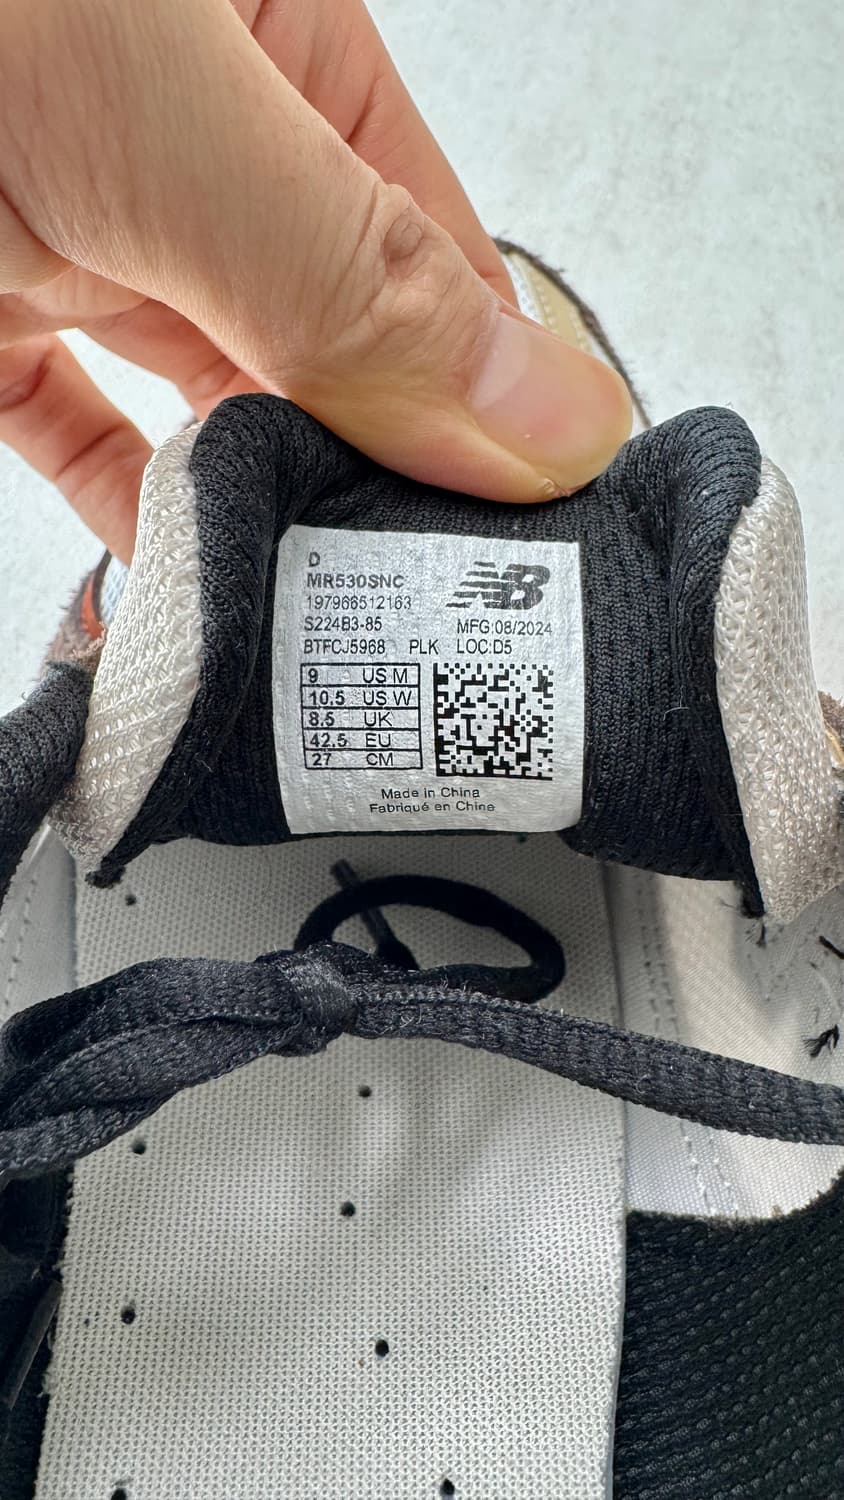 D
MR530SNC
NB
197966512163
S224B3-85 MFG:08/2024
BTFCJ5968 PLK LOC:D5
9 US M
10.5 US W
8.5 UK
42.5 EU
27 CM
Made in China
Fabriqué en Chine